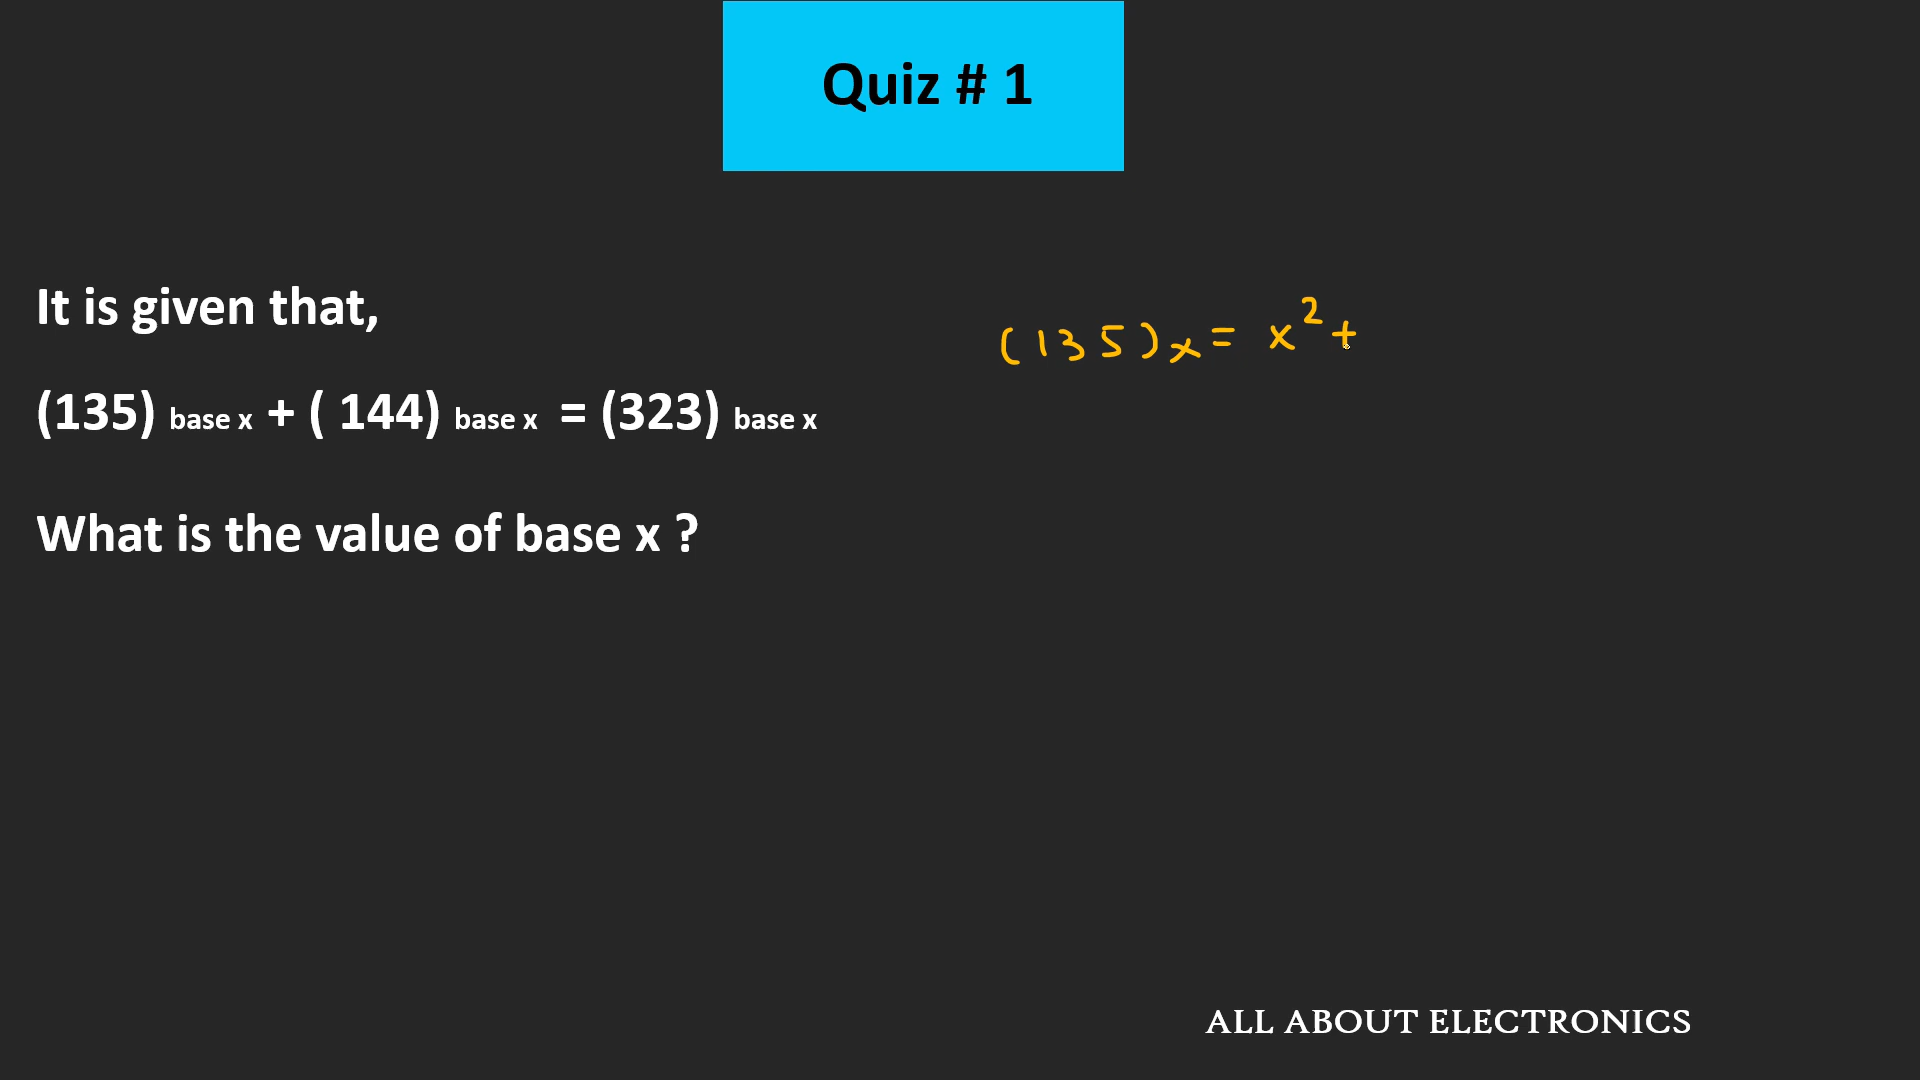 Quiz # 1
It is given that,
(135) base x + ( 144) base x = (323) base x
What is the value of base x ?
(135)x = x² +
ALL ABOUT ELECTRONICS